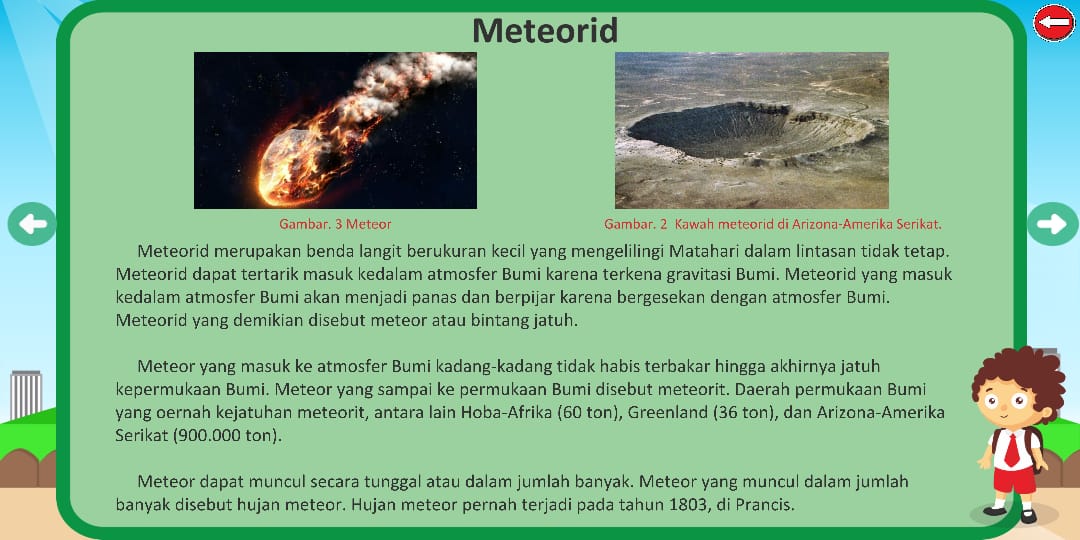 Meteorid
Gambar. 3 Meteor
Gambar. 2  Kawah meteorid di Arizona-Amerika Serikat.
Meteorid merupakan benda langit berukuran kecil yang mengelilingi Matahari dalam lintasan tidak tetap.
Meteorid dapat tertarik masuk kedalam atmosfer Bumi karena terkena gravitasi Bumi. Meteorid yang masuk
kedalam atmosfer Bumi akan menjadi panas dan berpijar karena bergesekan dengan atmosfer Bumi.
Meteorid yang demikian disebut meteor atau bintang jatuh.
Meteor yang masuk ke atmosfer Bumi kadang-kadang tidak habis terbakar hingga akhirnya jatuh
kepermukaan Bumi. Meteor yang sampai ke permukaan Bumi disebut meteorit. Daerah permukaan Bumi
yang oernah kejatuhan meteorit, antara lain Hoba-Afrika (60 ton), Greenland (36 ton), dan Arizona-Amerika
Serikat (900.000 ton).
Meteor dapat muncul secara tunggal atau dalam jumlah banyak. Meteor yang muncul dalam jumlah
banyak disebut hujan meteor. Hujan meteor pernah terjadi pada tahun 1803, di Prancis.